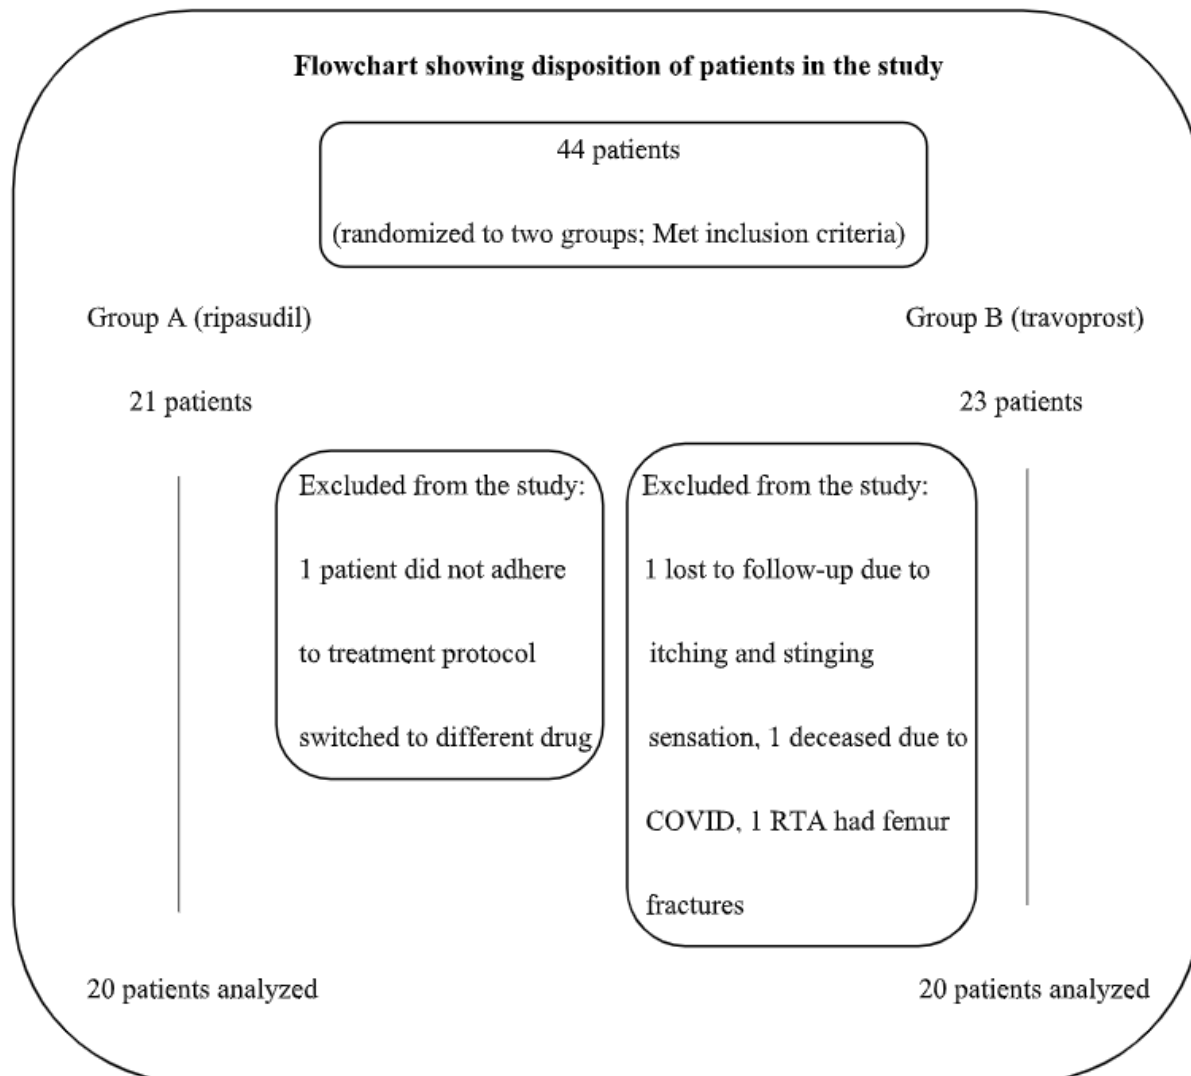 Flowchart showing disposition of patients in the study
44 patients
(randomized to two groups; Met inclusion criteria)
Group A (ripasudil)
21 patients
Group B (travoprost)
23 patients
Excluded from the study:
1 patient did not adhere
to treatment protocol
switched to different drug
Excluded from the study:
1 lost to follow-up due to
itching and stinging
sensation, 1 deceased due to
COVID, 1 RTA had femur
fractures
20 patients analyzed
20 patients analyzed